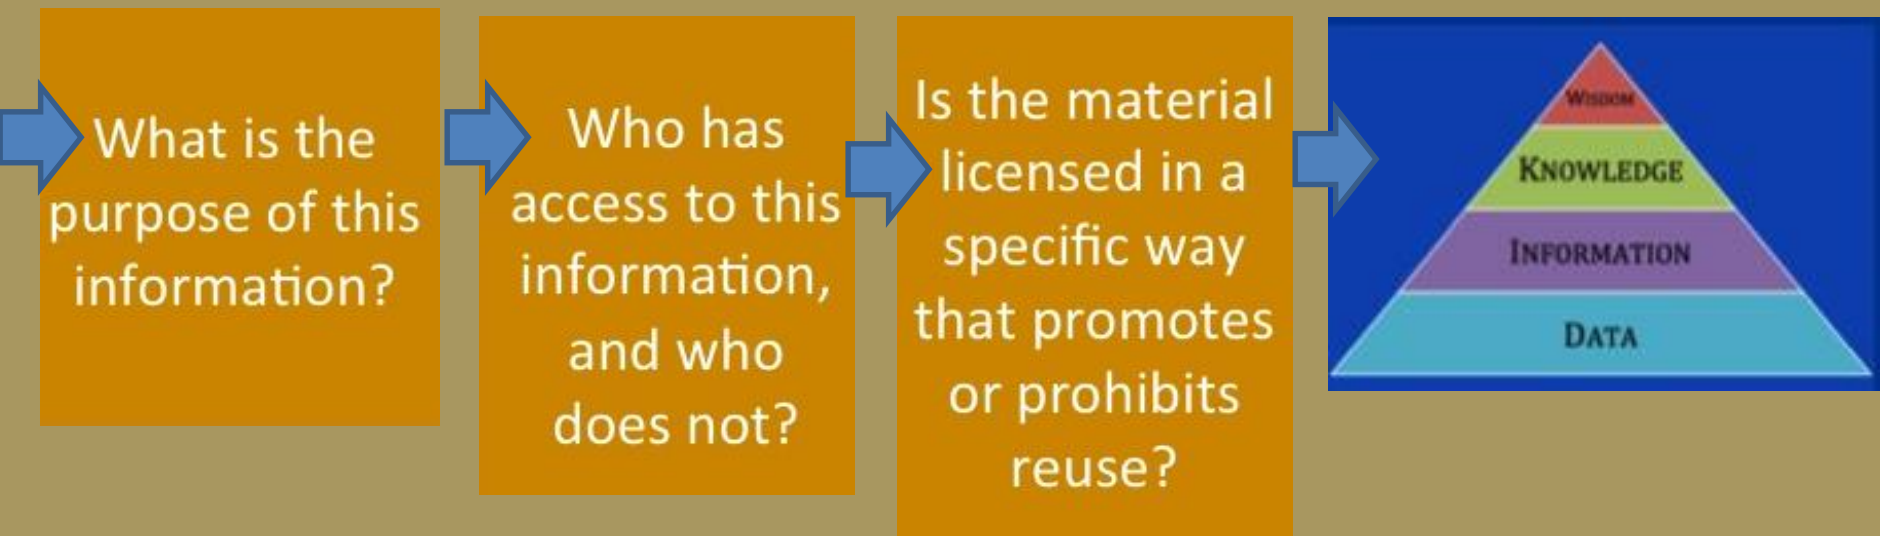 What is the
purpose of this
information?
Who has
access to this
information,
and who
does not?
Is the material
licensed in a
specific way
that promotes
or prohibits
reuse?
WISDOM
KNOWLEDGE
INFORMATION
DATA